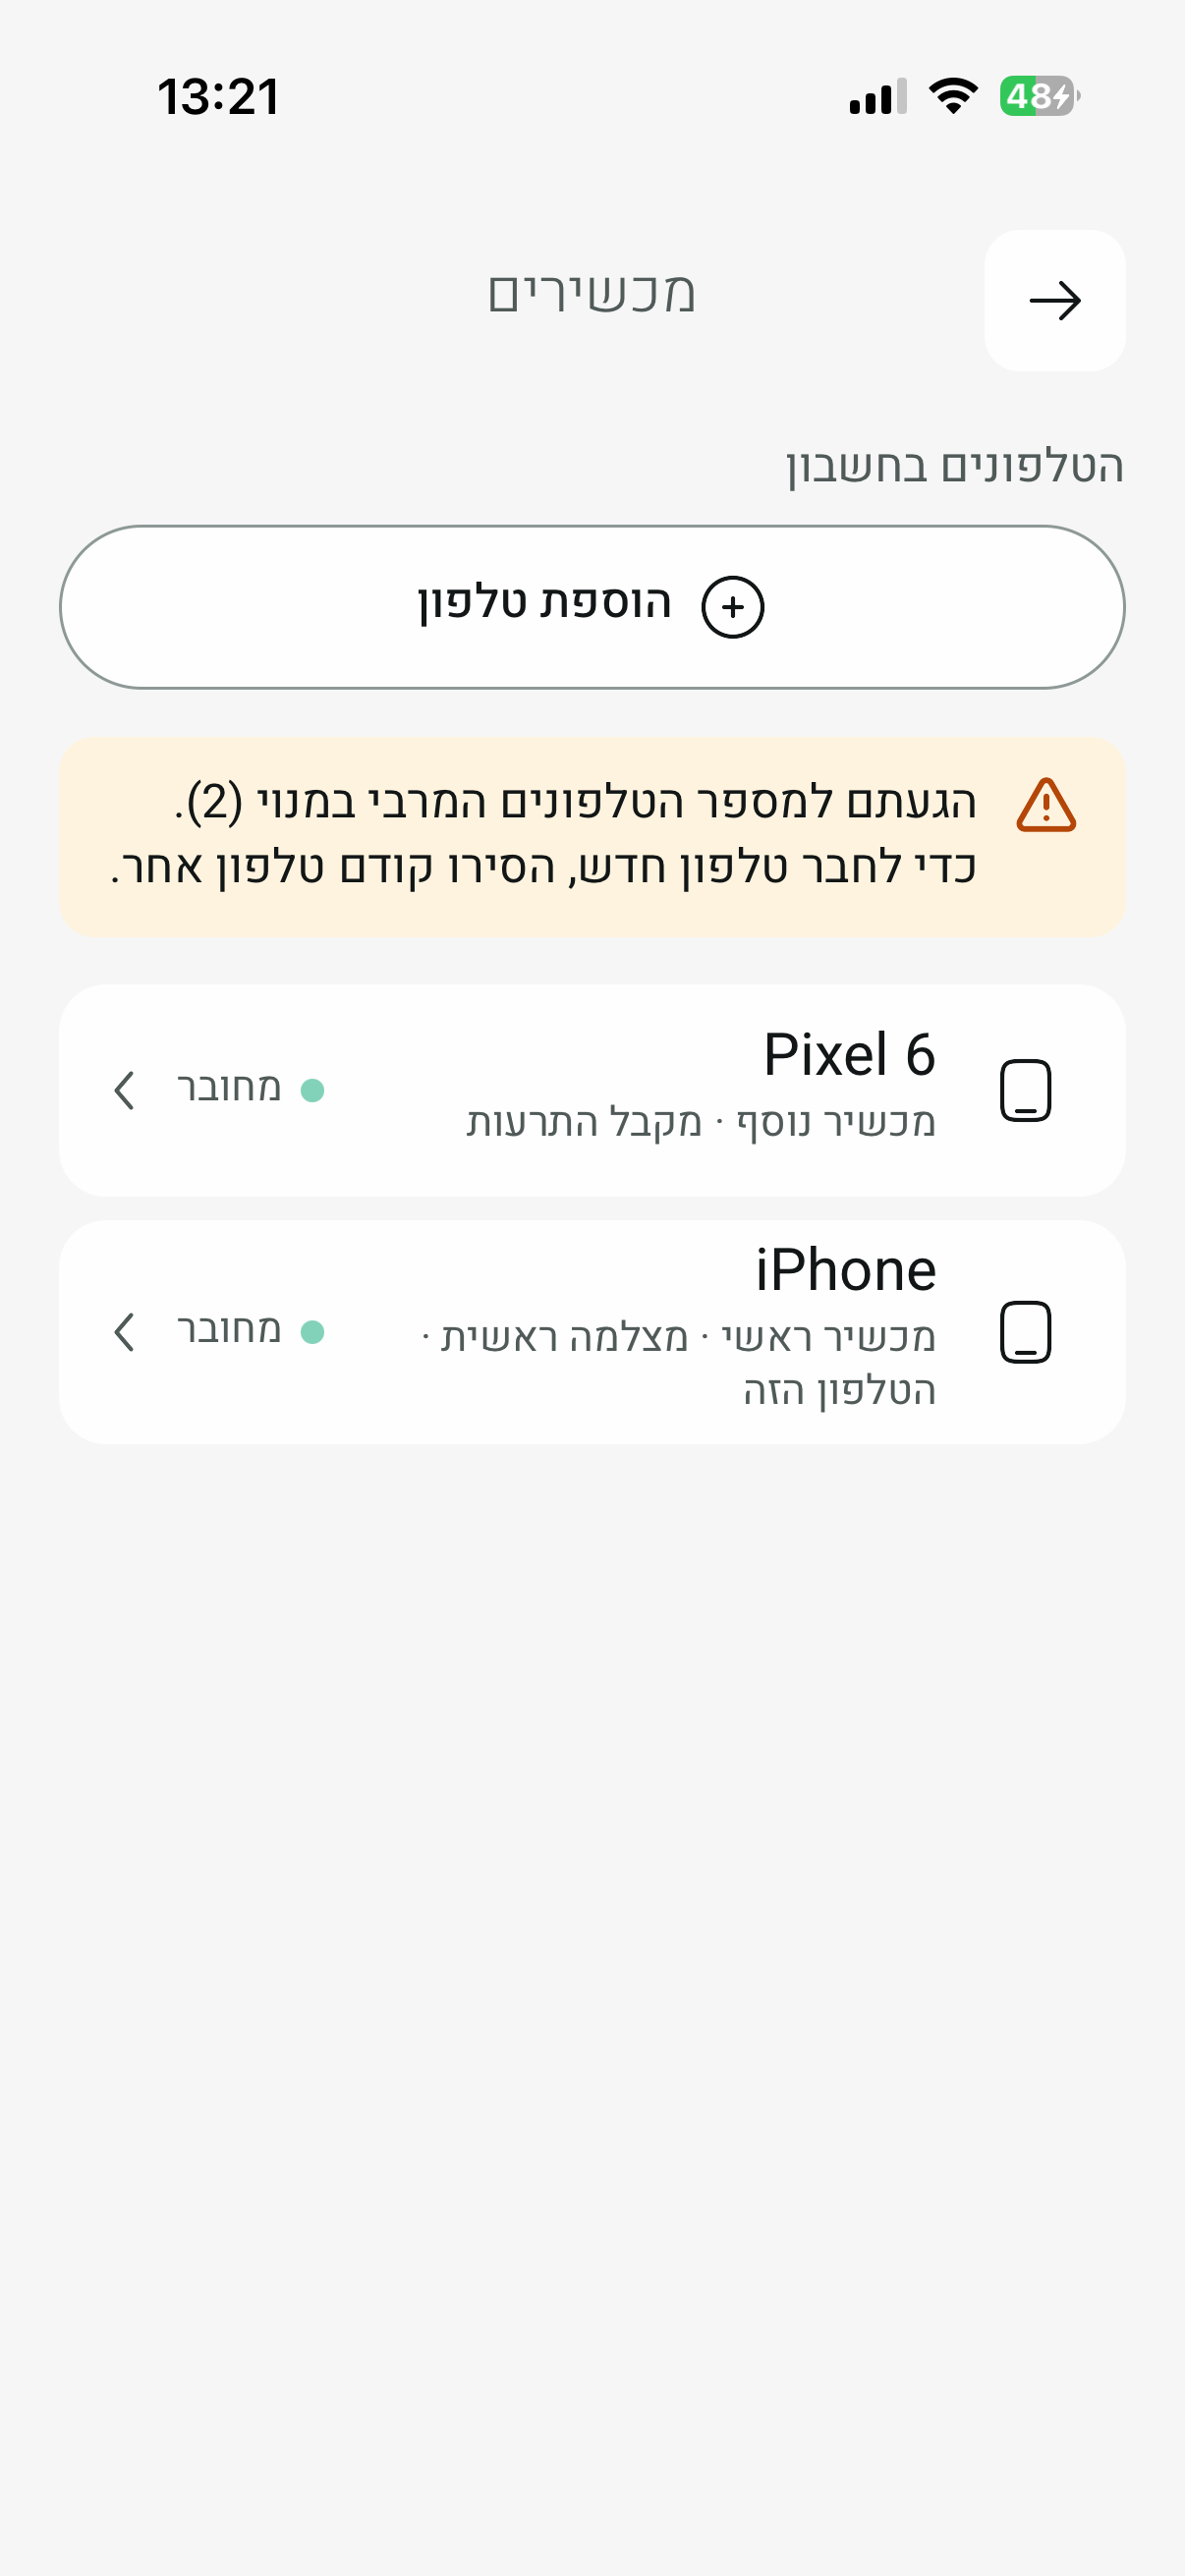 13:21
48
מכשירים
הטלפונים בחשבון
הוספת טלפון
הגעתם למספר הטלפונים המרבי במנוי (2).
כדי לחבר טלפון חדש, הסירו קודם טלפון אחר.
Pixel 6
מכשיר נוסף · מקבל התרעות
מחובר
iPhone
מכשיר ראשי · מצלמה ראשית ·
הטלפון הזה
מחובר